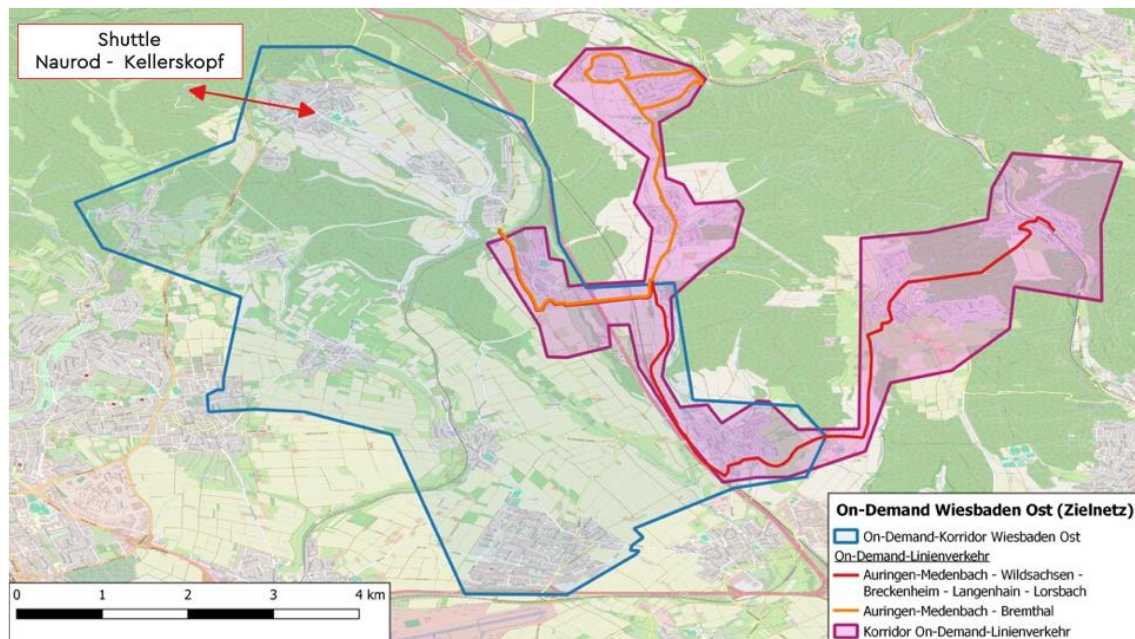 Shuttle
Naurod - Kellerskopf
On-Demand Wiesbaden Ost (Zielnetz)
On-Demand-Korridor Wiesbaden Ost
On-Demand-Linienverkehr
Auringen-Medenbach - Wildsachsen -
Breckenheim - Langenhain - Lorsbach
Auringen-Medenbach - Bremthal
Korridor On-Demand-Linienverkehr
0 1 2 3 4 km